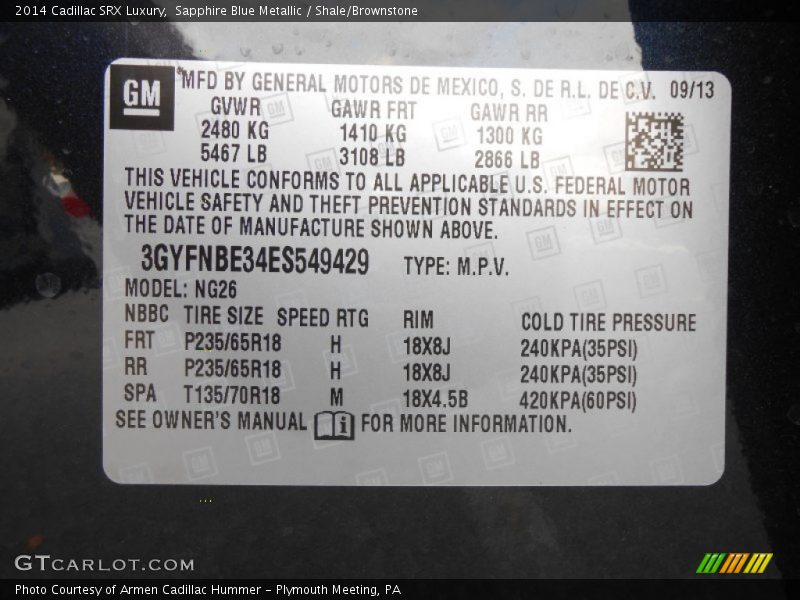 2014 Cadillac SRX Luxury,  Sapphire Blue Metallic / Shale/Brownstone
GM MFD BY GENERAL MOTORS DE MEXICO, S. DE R.L. DE C.V. 09/13
GVWR GAWR FRT GAWR RR
2480 KG 1410 KG 1300 KG
5467 LB 3108 LB 2866 LB
THIS VEHICLE CONFORMS TO ALL APPLICABLE U.S. FEDERAL MOTOR
VEHICLE SAFETY AND THEFT PREVENTION STANDARDS IN EFFECT ON
THE DATE OF MANUFACTURE SHOWN ABOVE.
3GYFNBE34ES549429 TYPE: M.P.V.
MODEL: NG26
NBBC TIRE SIZE SPEED RTG RIM COLD TIRE PRESSURE
FRT P235/65R18 H 18X8J 240KPA(35PSI)
RR P235/65R18 H 18X8J 240KPA(35PSI)
SPA T135/70R18 M 18X4.5B 420KPA(60PSI)
SEE OWNER'S MANUAL i FOR MORE INFORMATION.
GTCARLOT.COM
Photo Courtesy of Armen Cadillac Hummer - Plymouth Meeting, PA